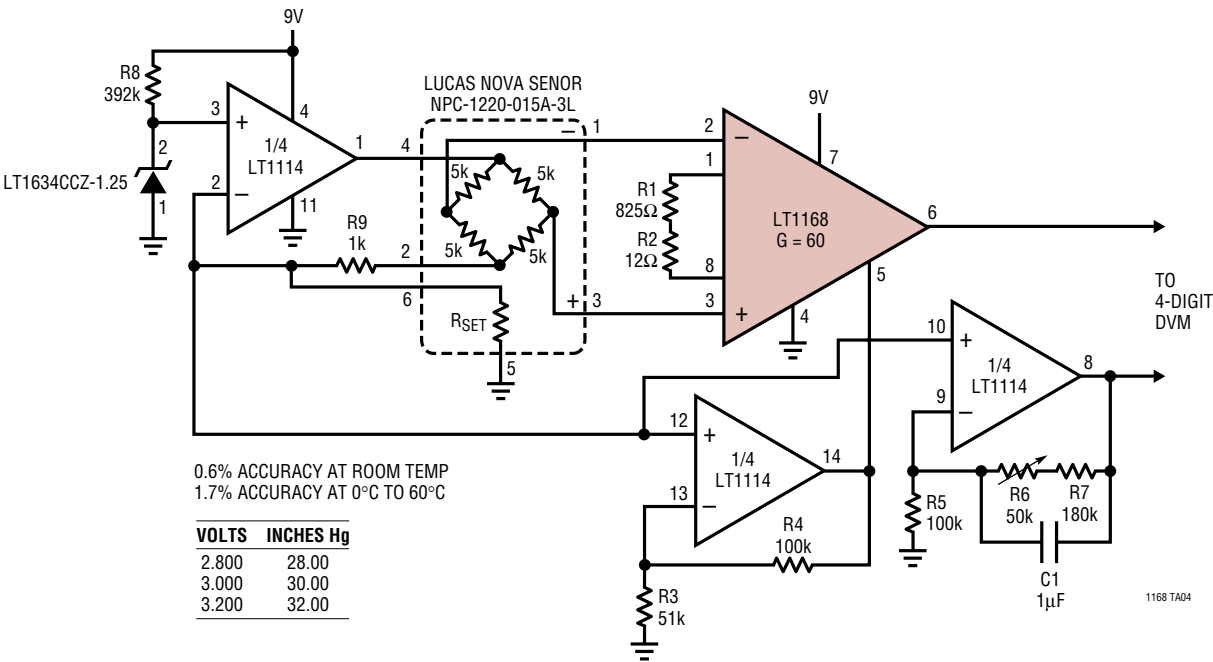 9V
R8
392k
3
+
4
1/4
LT1114
1
2
LT1634CCZ-1.25
1
2
–
11
R9
1k
LUCAS NOVA SENOR
NPC-1220-015A-3L
–
1
4
5k
5k
5k
5k
2
6
+
3
RSET
5
9V
2
–
7
1
R1
825Ω
R2
12Ω
LT1168
G = 60
6
8
5
3
+
4
TO
4-DIGIT
DVM
10
+
1/4
LT1114
8
9
–
12
+
1/4
LT1114
14
13
–
R5
100k
R6
50k
R7
180k
R4
100k
C1
1µF
R3
51k
0.6% ACCURACY AT ROOM TEMP
1.7% ACCURACY AT 0°C TO 60°C
VOLTS INCHES Hg
2.800 28.00
3.000 30.00
3.200 32.00
1168 TA04